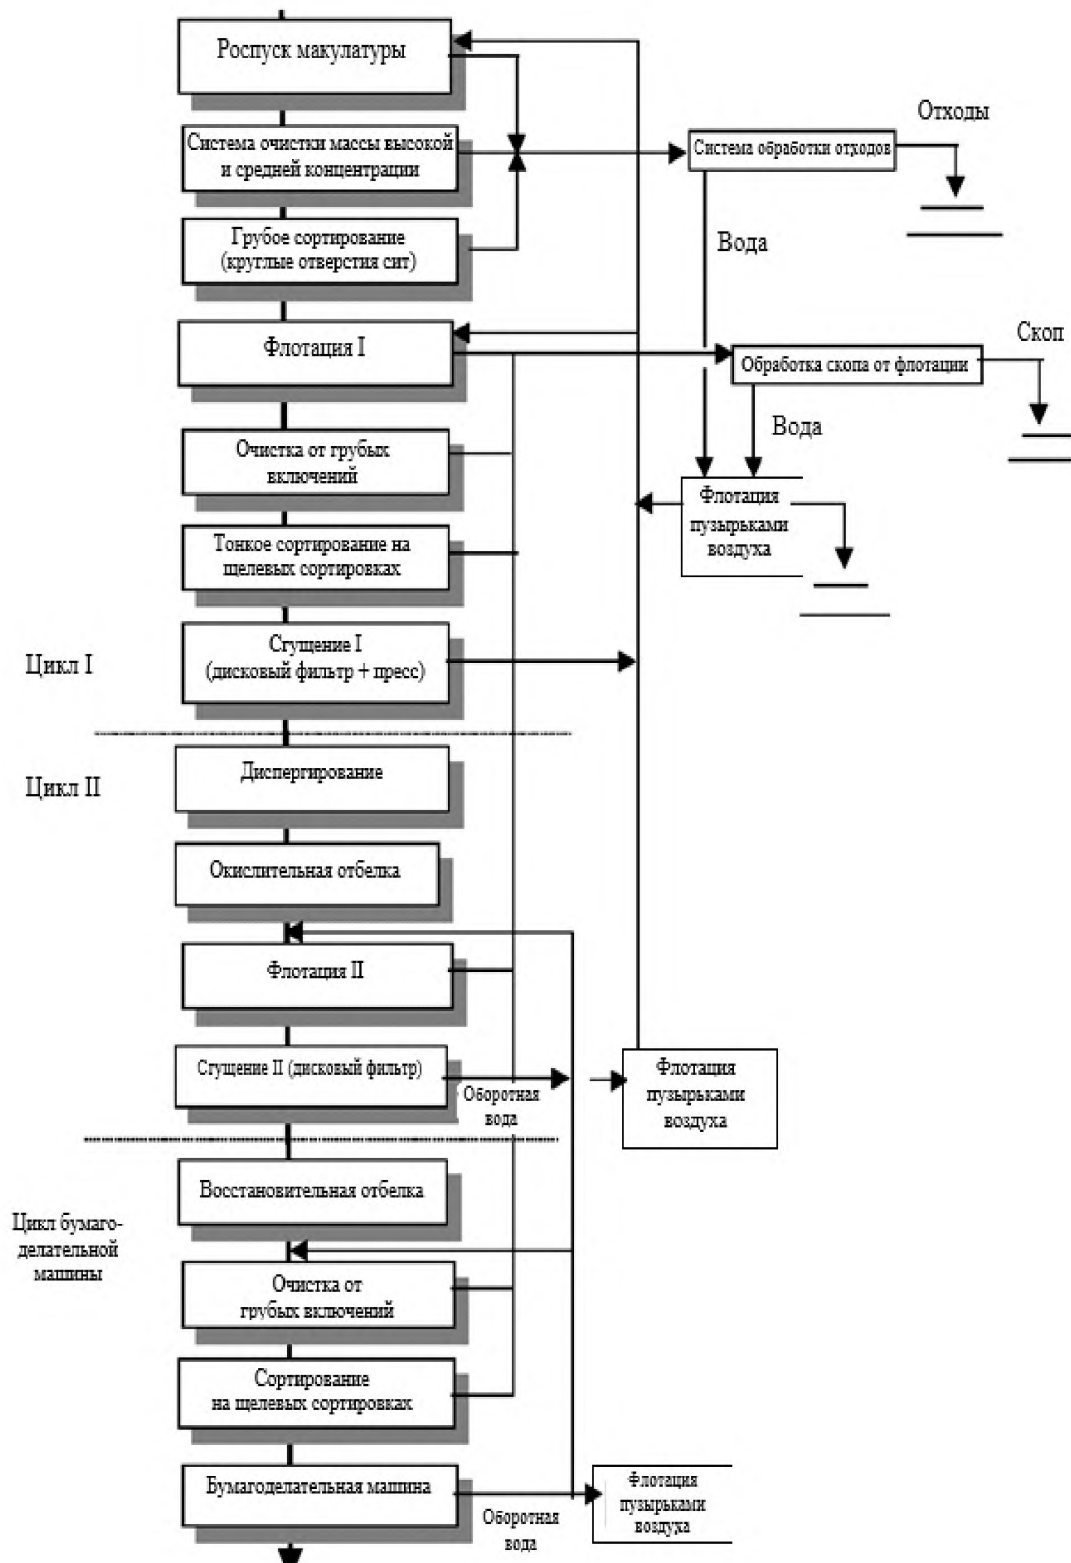 Роспуск макулатуры
Отходы
Система очистки массы высокой
и средней концентрации
Система обработки отходов
Грубое сортирование
(круглые отверстия сит)
Вода
Флотация I
Скоп
Обработка скопа от флотации
Вода
Очистка от грубых
включений
Флотация
пузырьками
воздуха
Тонкое сортирование на
щелевых сортировках
Цикл I
Сгущение I
(дисковый фильтр + пресс)
Цикл II
Диспергирование
Окислительная отбелка
Флотация II
Сгущение II (дисковый фильтр)
Оборотная
вода
Флотация
пузырьками
воздуха
Восстановительная отбелка
Цикл бумаго-
делательной
машины
Очистка от
грубых включений
Сортирование
на щелевых сортировках
Бумагоделательная машина
Оборотная
вода
Флотация
пузырьками
воздуха